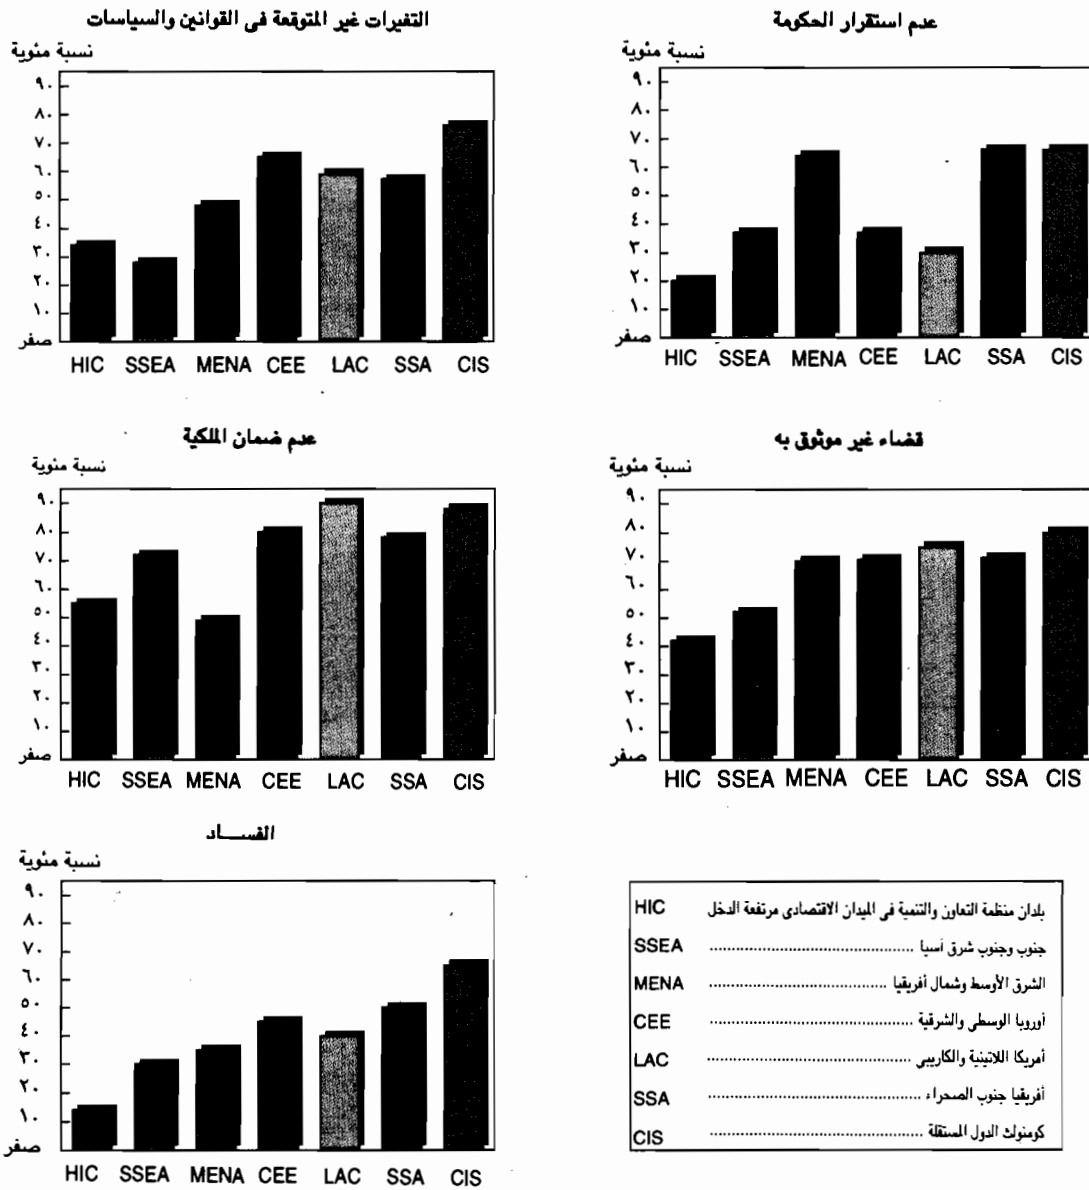 التغيرات غير المتوقعة فى القوانين والسياسات
نسبة مئوية
٩٠
٨٠
٧٠
٦٠
٥٠
٤٠
٣٠
٢٠
١٠
صفر
HIC SSEA MENA CEE LAC SSA CIS
عدم استقرار الحكومة
نسبة مئوية
٩٠
٨٠
٧٠
٦٠
٥٠
٤٠
٣٠
٢٠
١٠
صفر
HIC SSEA MENA CEE LAC SSA CIS
عدم ضمان الملكية
نسبة مئوية
٩٠
٨٠
٧٠
٦٠
٥٠
٤٠
٣٠
٢٠
١٠
صفر
HIC SSEA MENA CEE LAC SSA CIS
قضاء غير موثوق به
نسبة مئوية
٩٠
٨٠
٧٠
٦٠
٥٠
٤٠
٣٠
٢٠
١٠
صفر
HIC SSEA MENA CEE LAC SSA CIS
الفســـاد
نسبة مئوية
٩٠
٨٠
٧٠
٦٠
٥٠
٤٠
٣٠
٢٠
١٠
صفر
HIC SSEA MENA CEE LAC SSA CIS
HIC بلدان منظمة التعاون والتنمية فى الميدان الاقتصادى مرتفعة الدخل
SSEA جنوب وجنوب شرق آسيا
MENA الشرق الأوسط وشمال أفريقيا
CEE أوروبا الوسطى والشرقية
LAC أمريكا اللاتينية والكاريبى
SSA أفريقيا جنوب الصحراء
CIS كومنولث الدول المستقلة